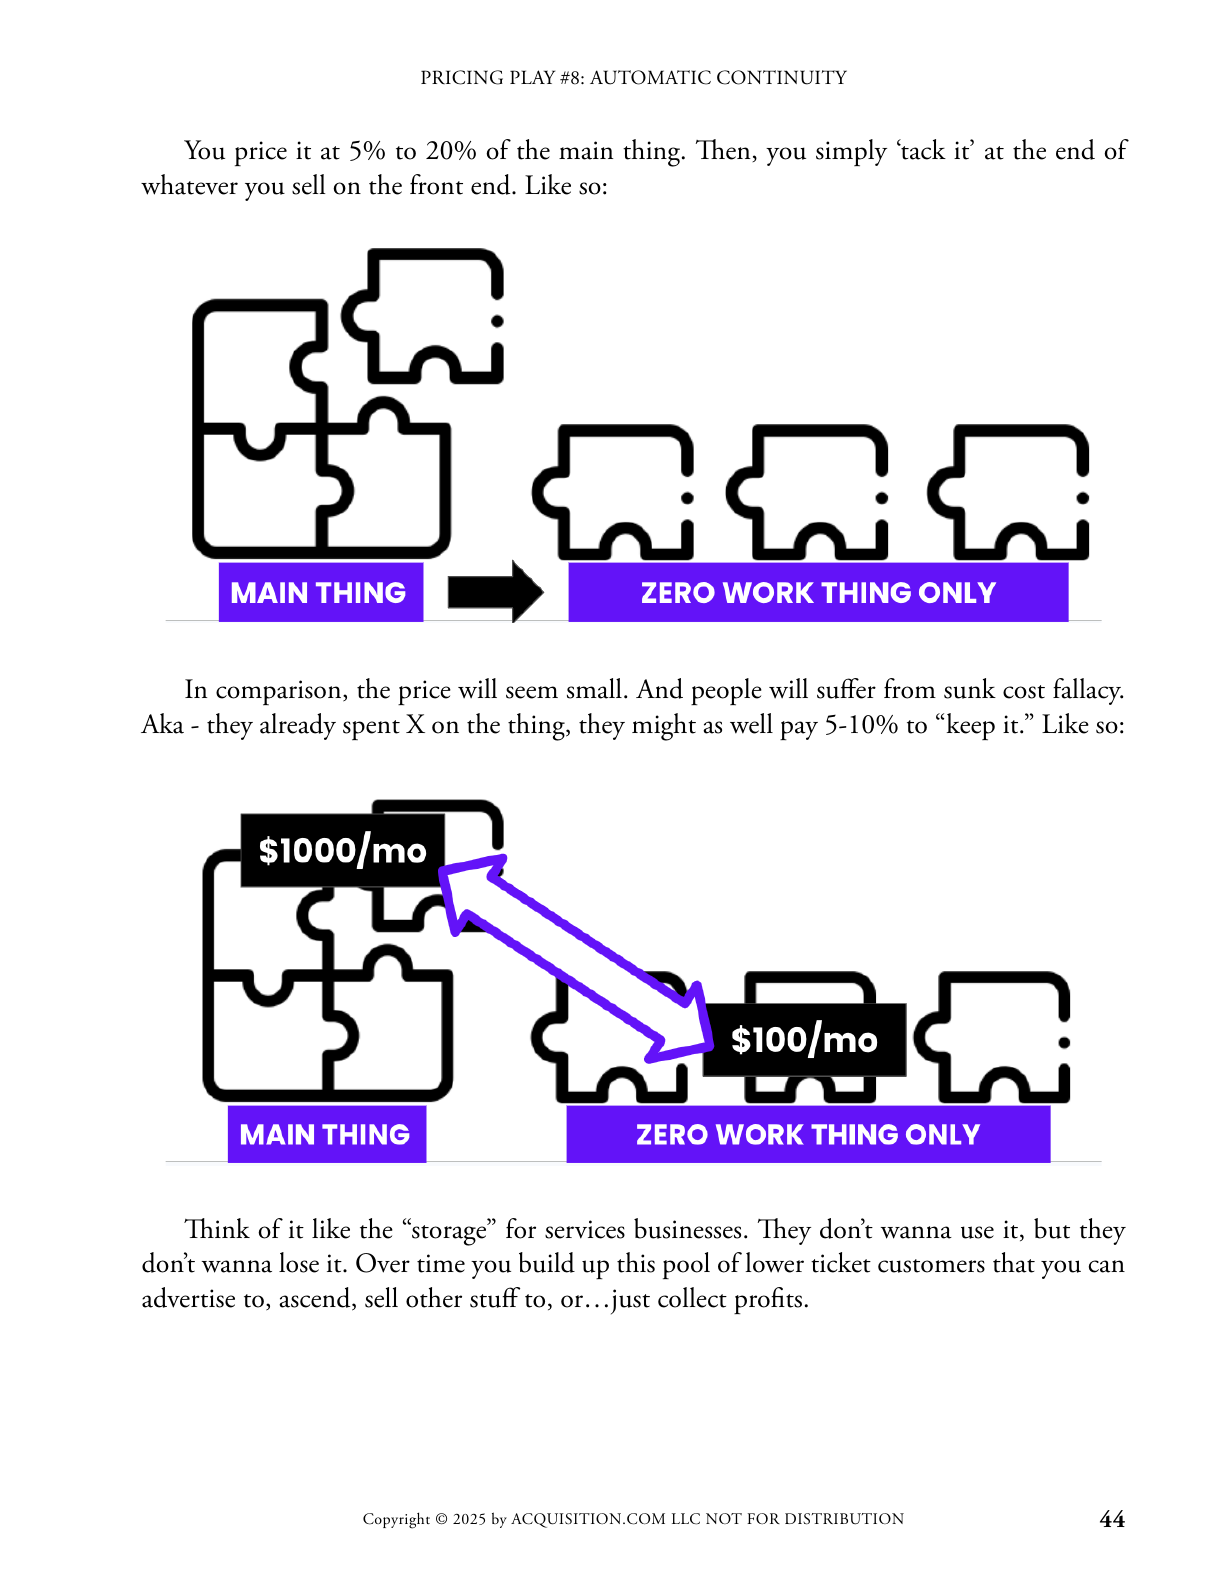 PRICING PLAY #8: AUTOMATIC CONTINUITY
You price it at 5% to 20% of the main thing. Then, you simply ‘tack it’ at the end of
whatever you sell on the front end. Like so:
MAIN THING
ZERO WORK THING ONLY
In comparison, the price will seem small. And people will suffer from sunk cost fallacy.
Aka - they already spent X on the thing, they might as well pay 5-10% to “keep it.” Like so:
$1000/mo
$100/mo
MAIN THING
ZERO WORK THING ONLY
Think of it like the “storage” for services businesses. They don’t wanna use it, but they
don’t wanna lose it. Over time you build up this pool of lower ticket customers that you can
advertise to, ascend, sell other stuff to, or…just collect profits.
Copyright © 2025 by ACQUISITION.COM LLC NOT FOR DISTRIBUTION
44